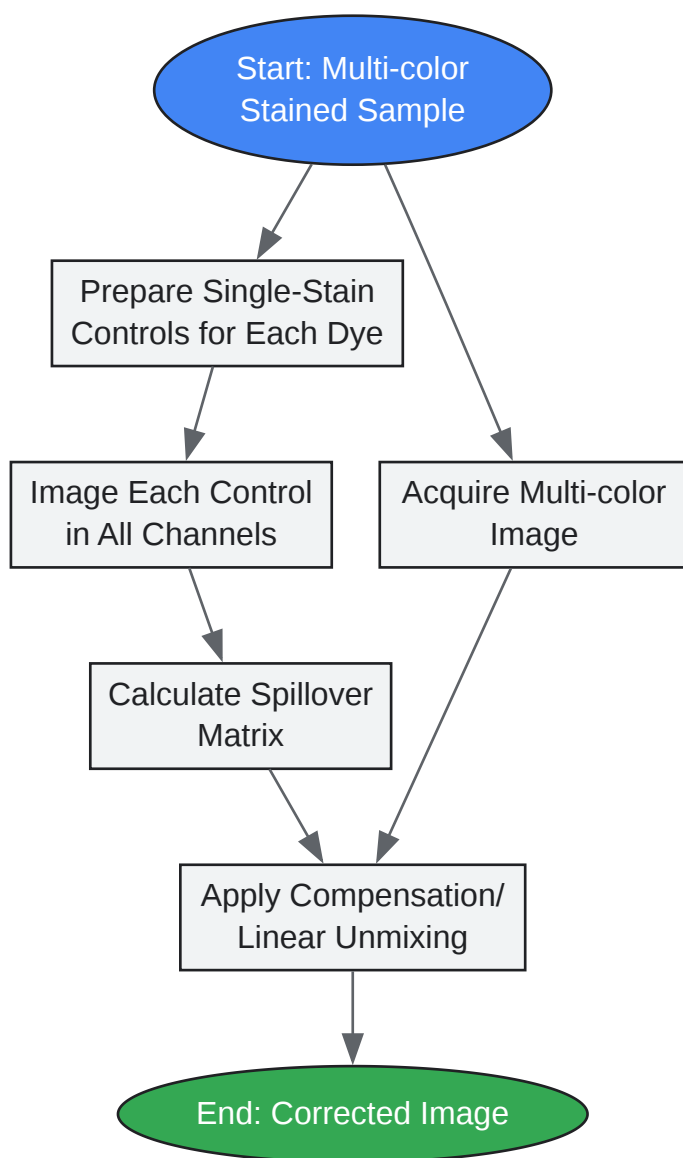 Start: Multi-color
Stained Sample
Prepare Single-Stain
Controls for Each Dye
Image Each Control
in All Channels
Acquire Multi-color
Image
Calculate Spillover
Matrix
Apply Compensation/
Linear Unmixing
End: Corrected Image